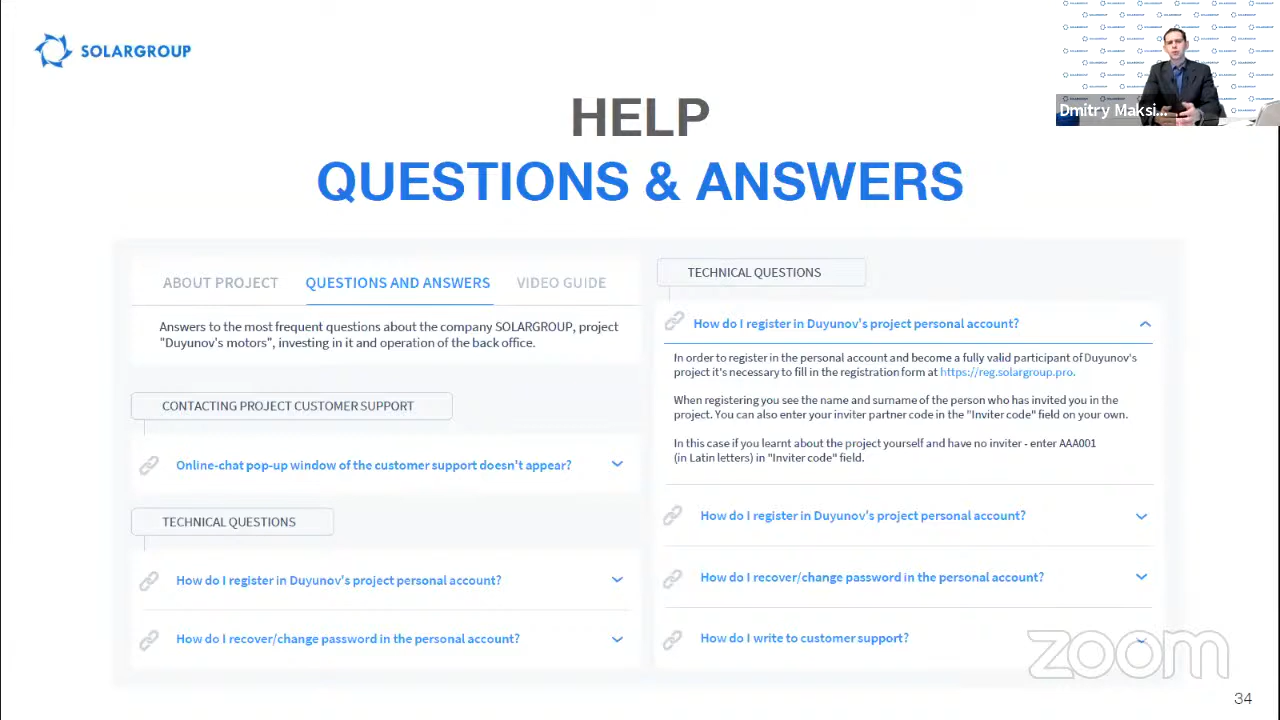 SOLARGROUP
Dmitry Maksi...
HELP
QUESTIONS & ANSWERS
ABOUT PROJECT
QUESTIONS AND ANSWERS
VIDEO GUIDE
Answers to the most frequent questions about the company SOLARGROUP, project
"Duyunov's motors", investing in it and operation of the back office.
CONTACTING PROJECT CUSTOMER SUPPORT
Online-chat pop-up window of the customer support doesn't appear?
TECHNICAL QUESTIONS
How do I register in Duyunov's project personal account?
How do I recover/change password in the personal account?
TECHNICAL QUESTIONS
How do I register in Duyunov's project personal account?
In order to register in the personal account and become a fully valid participant of Duyunov's
project it's necessary to fill in the registration form at https://reg.solargroup.pro.
When registering you see the name and surname of the person who has invited you in the
project. You can also enter your inviter partner code in the "Inviter code" field on your own.
In this case if you learnt about the project yourself and have no inviter - enter AAA001
(in Latin letters) in "Inviter code" field.
How do I register in Duyunov's project personal account?
How do I recover/change password in the personal account?
How do I write to customer support?
zoom
34